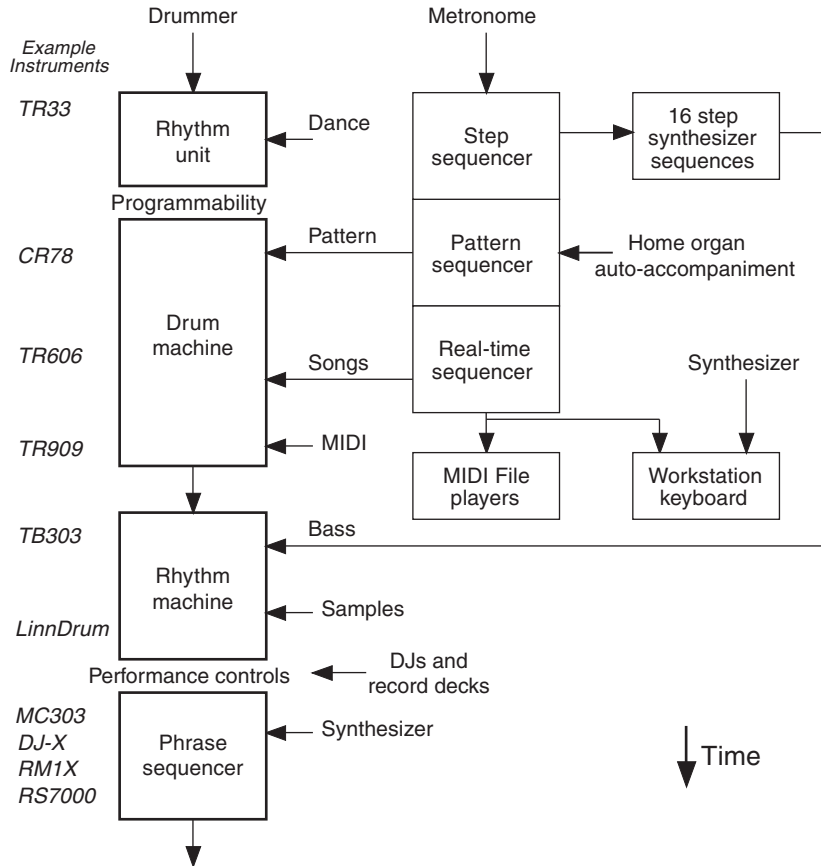 Drummer
Metronome
Example
Instruments
TR33
Rhythm
unit
Dance
Step
sequencer
16 step
synthesizer
sequences
Programmability
CR78
Pattern
Pattern
sequencer
Home organ
auto-accompaniment
Drum
machine
TR606
Songs
Real-time
sequencer
Synthesizer
TR909
MIDI
MIDI File
players
Workstation
keyboard
TB303
Bass
Rhythm
machine
Samples
LinnDrum
Performance controls
DJs and
record decks
MC303
DJ-X
RM1X
RS7000
Phrase
sequencer
Synthesizer
Time